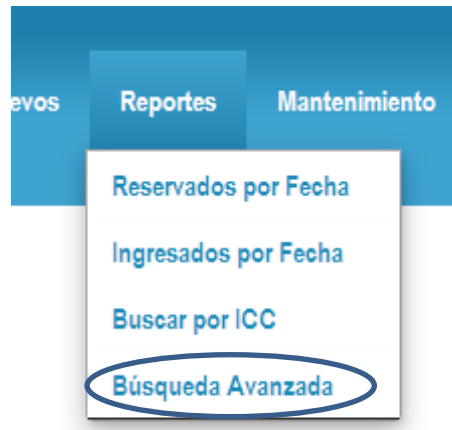 evos Reportes Mantenimiento
Reservados por Fecha
Ingresados por Fecha
Buscar por ICC
Búsqueda Avanzada